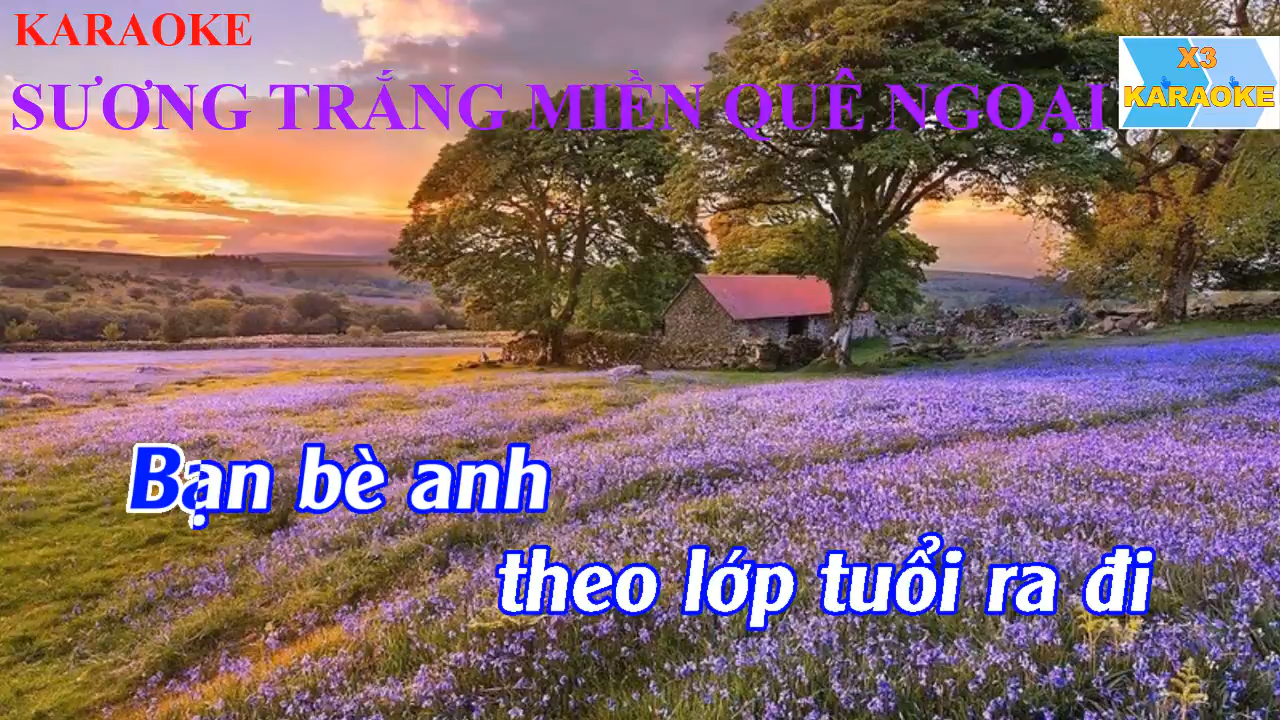 KARAOKE
SƯƠNG TRẮNG MIỀN QUÊ NGOẠI
X3
KARAOKE
Bạn bè anh
theo lớp tuổi ra đi